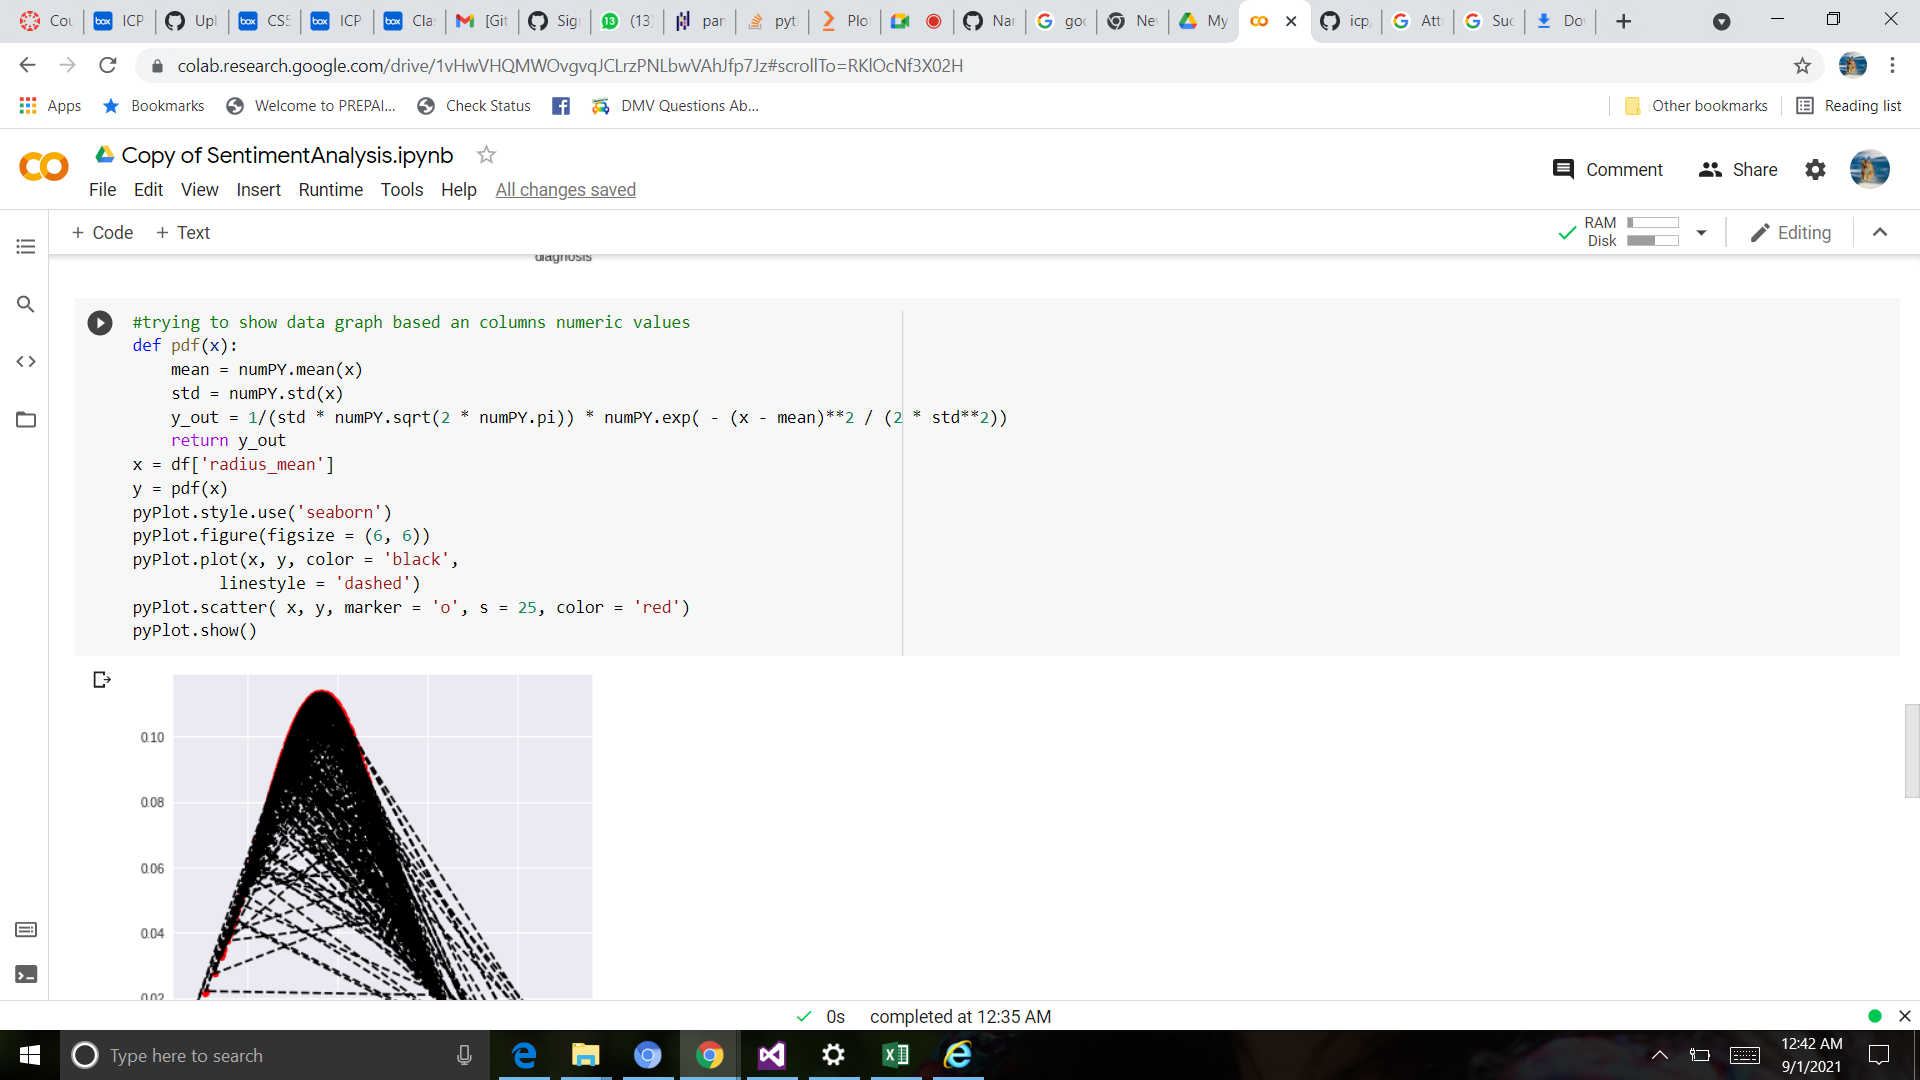 Cou
ICP
Upl
CS5
ICP
Cla
[Git
Sig
(13)
pan
pyt
Plot
Nar
goo
Nev
My
icp
Att
Suc
Do
colab.research.google.com/drive/1vHwVHQMWOvgvqJCLrzPNLbwVAhJfp7Jz#scrollTo=RKlOcNf3X02H
Apps Bookmarks Welcome to PREPAI... Check Status DMV Questions Ab... Other bookmarks Reading list
Copy of SentimentAnalysis.ipynb
File Edit View Insert Runtime Tools Help All changes saved
Comment Share
+ Code + Text
RAM
Disk
Editing
diagnosis
#trying to show data graph based an columns numeric values
def pdf(x):
    mean = numPY.mean(x)
    std = numPY.std(x)
    y_out = 1/(std * numPY.sqrt(2 * numPY.pi)) * numPY.exp( - (x - mean)**2 / (2 * std**2))
    return y_out
x = df['radius_mean']
y = pdf(x)
pyPlot.style.use('seaborn')
pyPlot.figure(figsize = (6, 6))
pyPlot.plot(x, y, color = 'black',
         linestyle = 'dashed')
pyPlot.scatter( x, y, marker = 'o', s = 25, color = 'red')
pyPlot.show()
0.10
0.08
0.06
0.04
0.02
0s completed at 12:35 AM
Type here to search
12:42 AM
9/1/2021